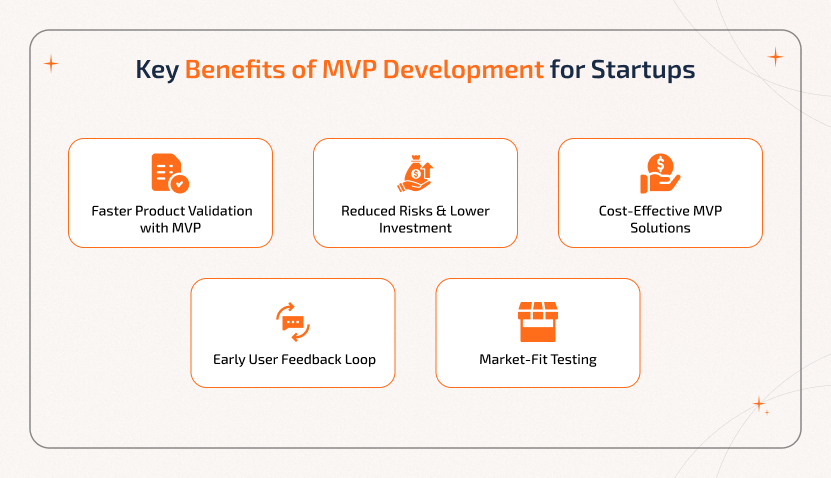 Key Benefits of MVP Development for Startups
Faster Product Validation
with MVP
Reduced Risks & Lower
Investment
$
Cost-Effective MVP
Solutions
$
Early User Feedback Loop
Market-Fit Testing